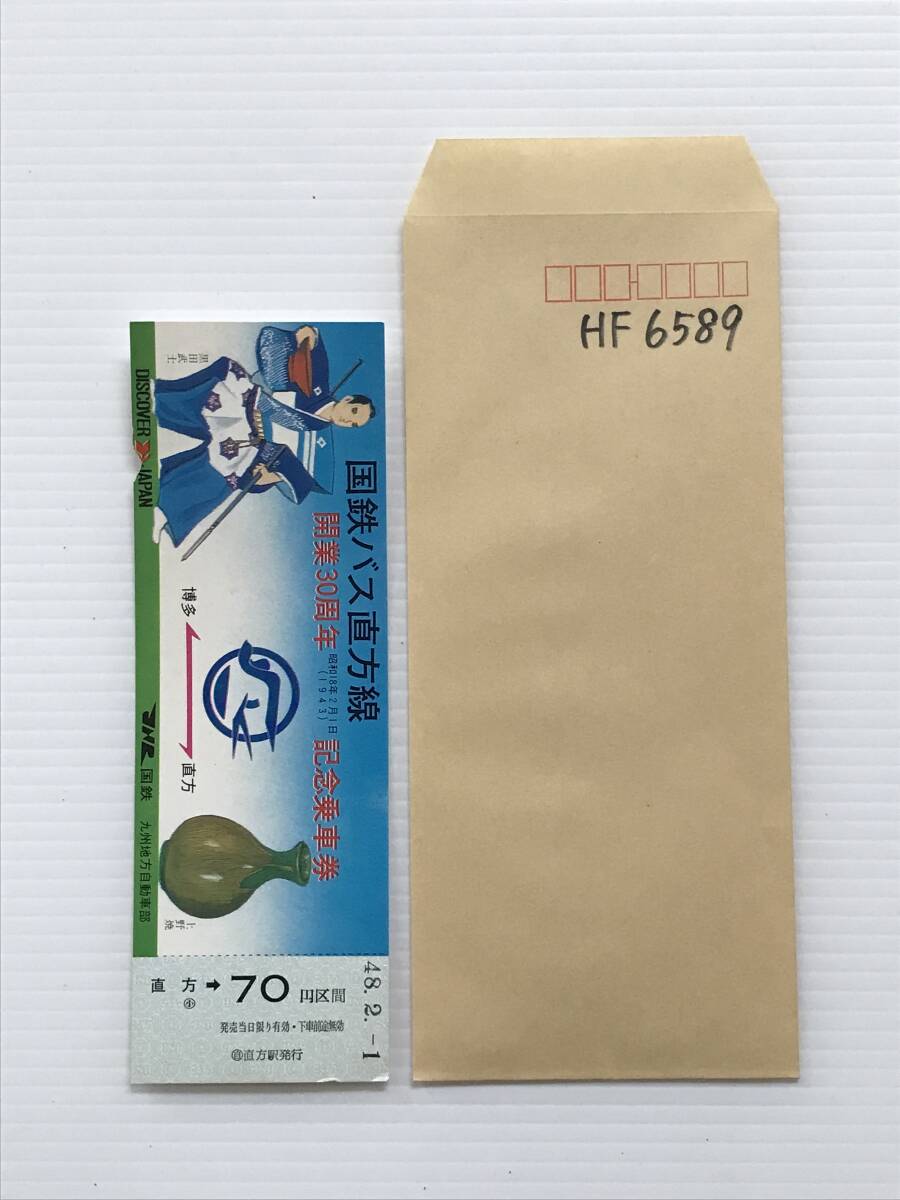 黒田武士
DISCOVER JAPAN
国鉄バス直方線
開業30周年 昭和18年2月1日(1943) 記念乗車券
博多
直方
JNR 国鉄 九州地方自動車部
上野焼
直方 → 70 円区間
小
発売当日限り有効・下車前途無効
直方駅発行
48.2.-1
HF 6589